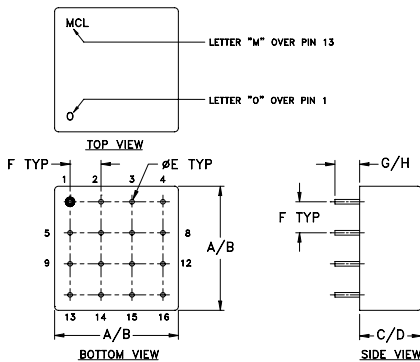 MCL
LETTER "M" OVER PIN 13
LETTER "O" OVER PIN 1
O
TOP VIEW
F TYP
ØE TYP
G/H
1 2 3 4
F TYP
5 8
A/B
9 12
13 14 15 16
A/B
C/D
BOTTOM VIEW
SIDE VIEW